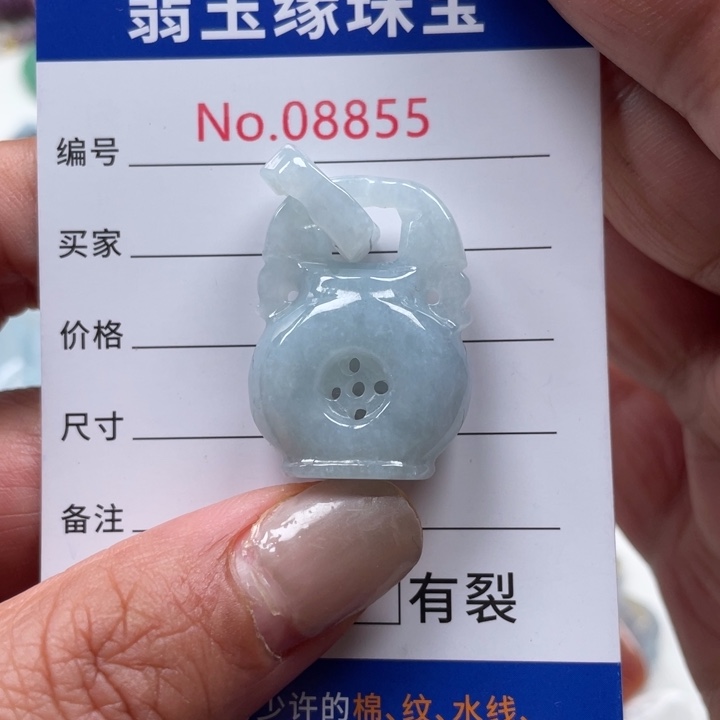 翡玉缘珠宝
No.08855
编号
买家
价格
尺寸
备注
有裂
少许的棉、纹、水线、